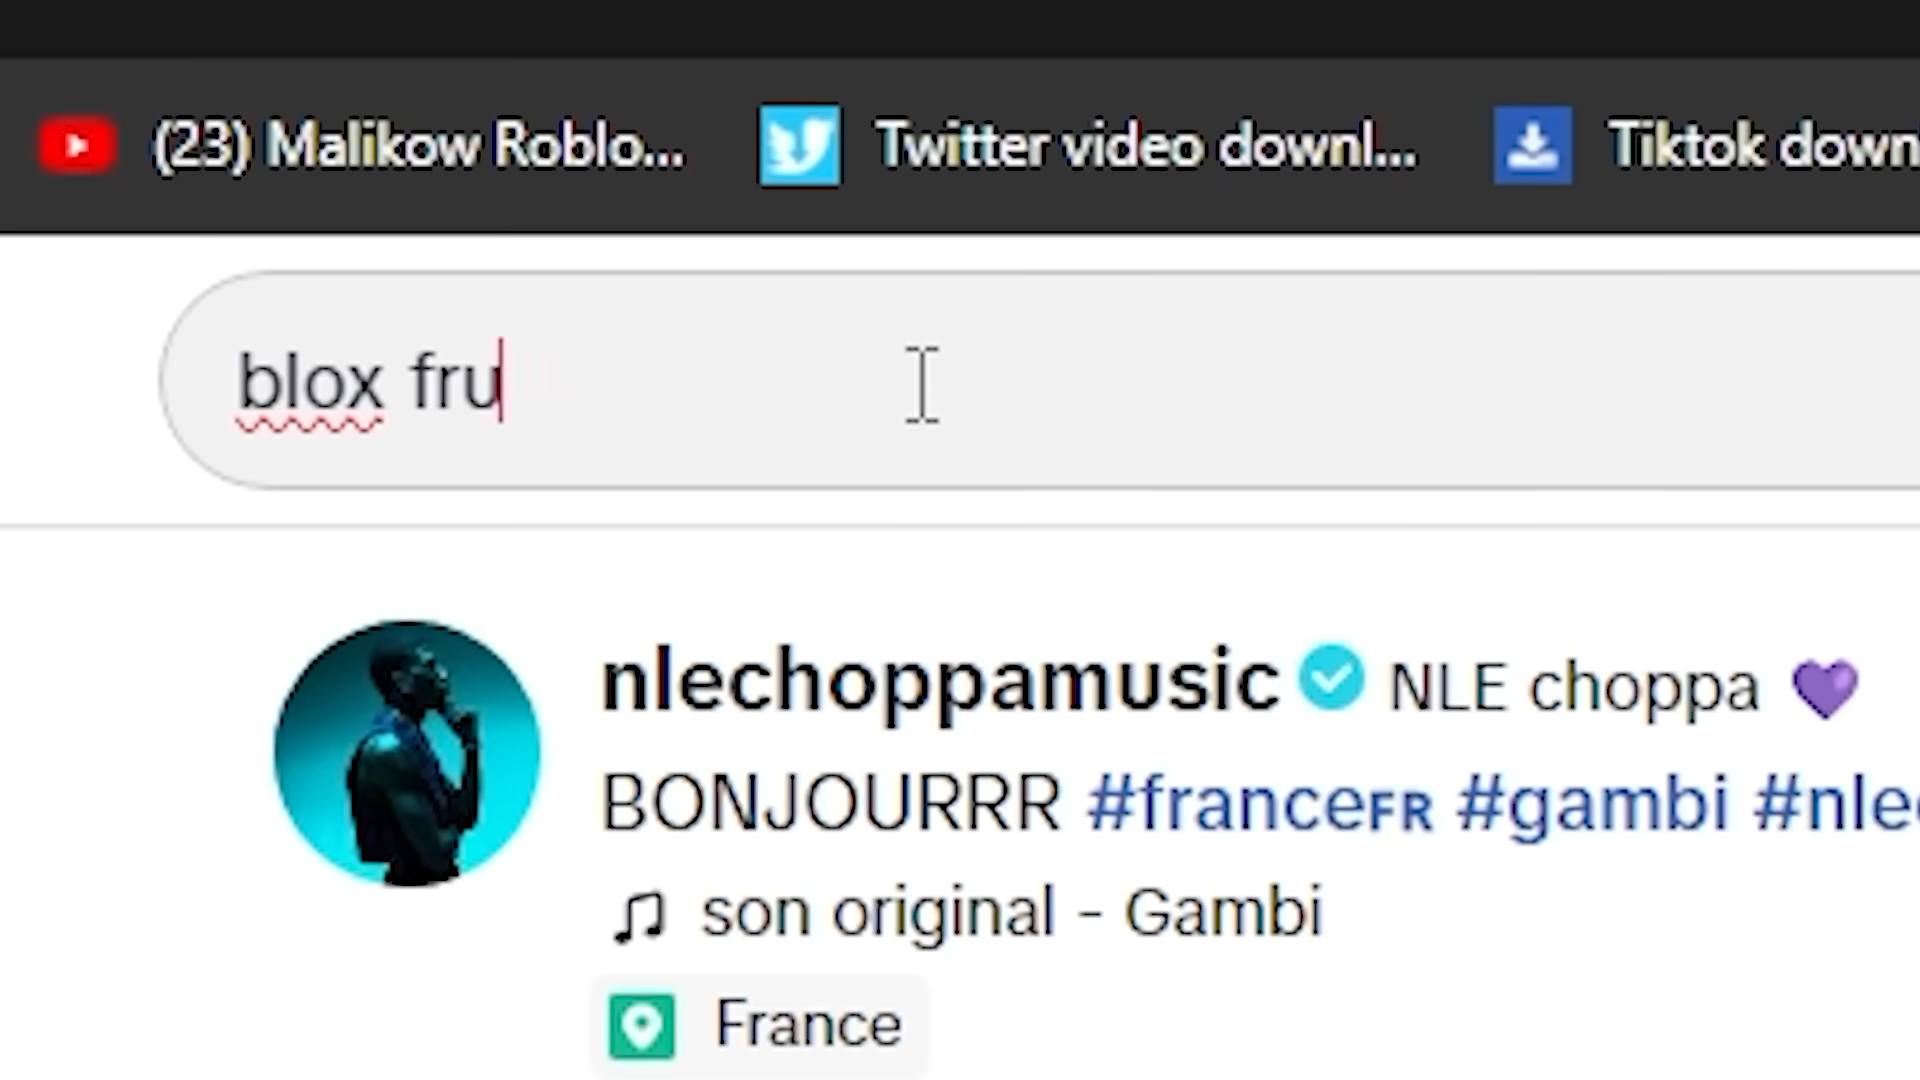 (23) Malikow Roblo...
Twitter video downl...
Tiktok down
blox fru
nlechoppamusic NLE choppa 💜
BONJOURRR #franceFR #gambi #nle
son original - Gambi
France